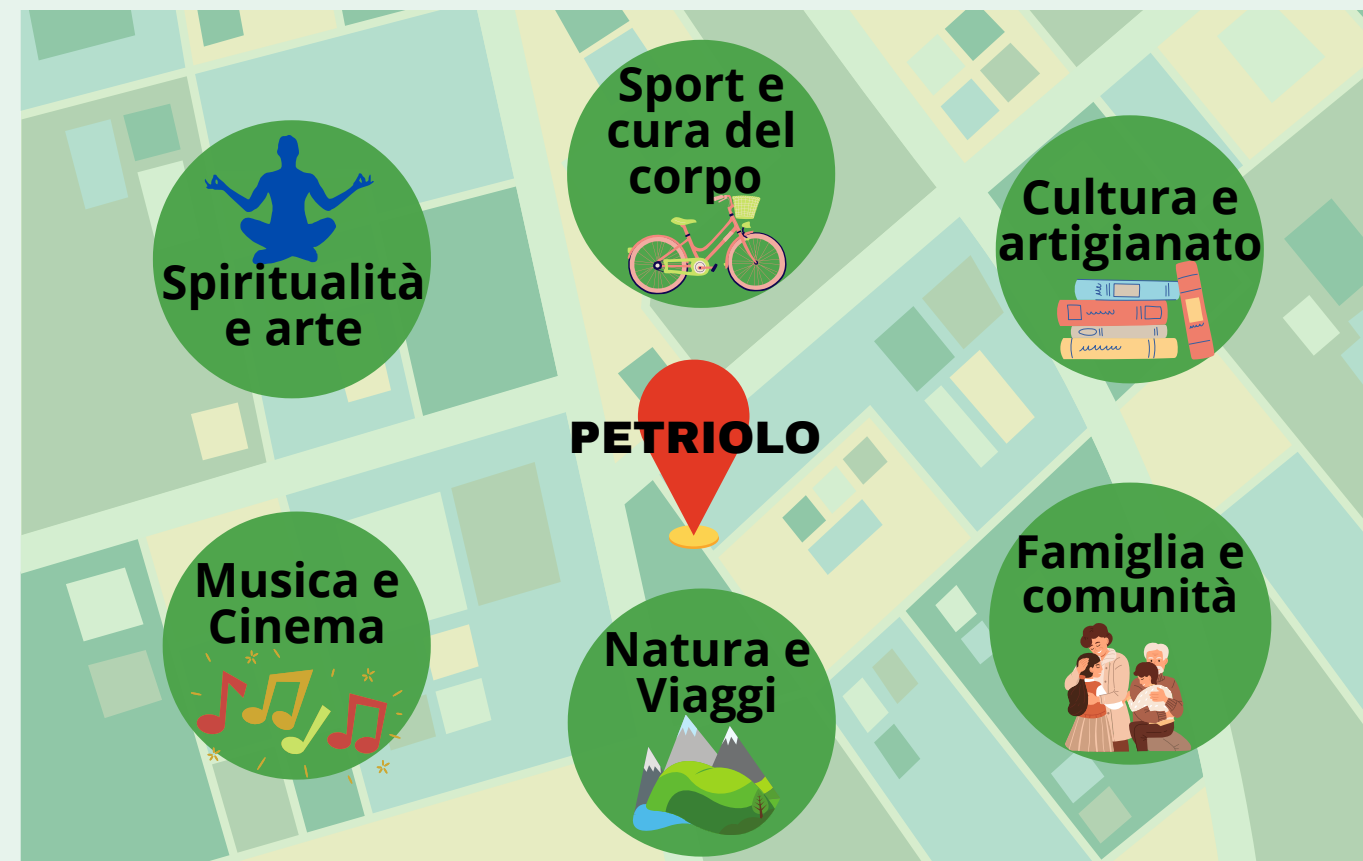 Sport e
cura del
corpo
Spiritualità
e arte
Cultura e
artigianato
PETRIOLO
Musica e
Cinema
Natura e
Viaggi
Famiglia e
comunità